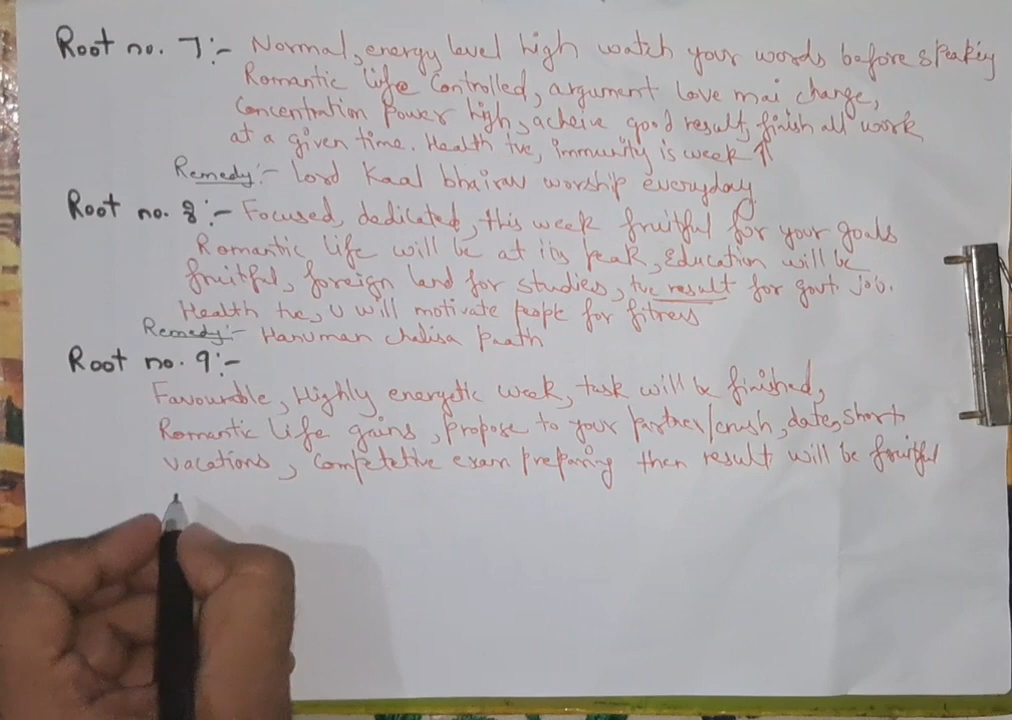 Root no. 7:- Normal, energy level high watch your words before speaking
Romantic life controlled, argument love mai change,
Concentration power high, acheive good result, finish all work
at a given time. Health +ve, immunity is week ↑
Remedy:- Lord Kaal bhairav worship everyday
Root no. 8:- Focused, dedicated, this week fruitful for your goals
Romantic life will be at its peak, Education will be
fruitful, foreign land for studies, +ve result for govt. job.
Health +ve, U will motivate people for fitness
Remedy:- Hanuman chalisa Paath
Root no. 9:-
Favourable, Highly energetic week, task will be finished,
Romantic life gains, propose to your partner/crush, date, short
vacations, Competetive exam preparing then result will be fruitful